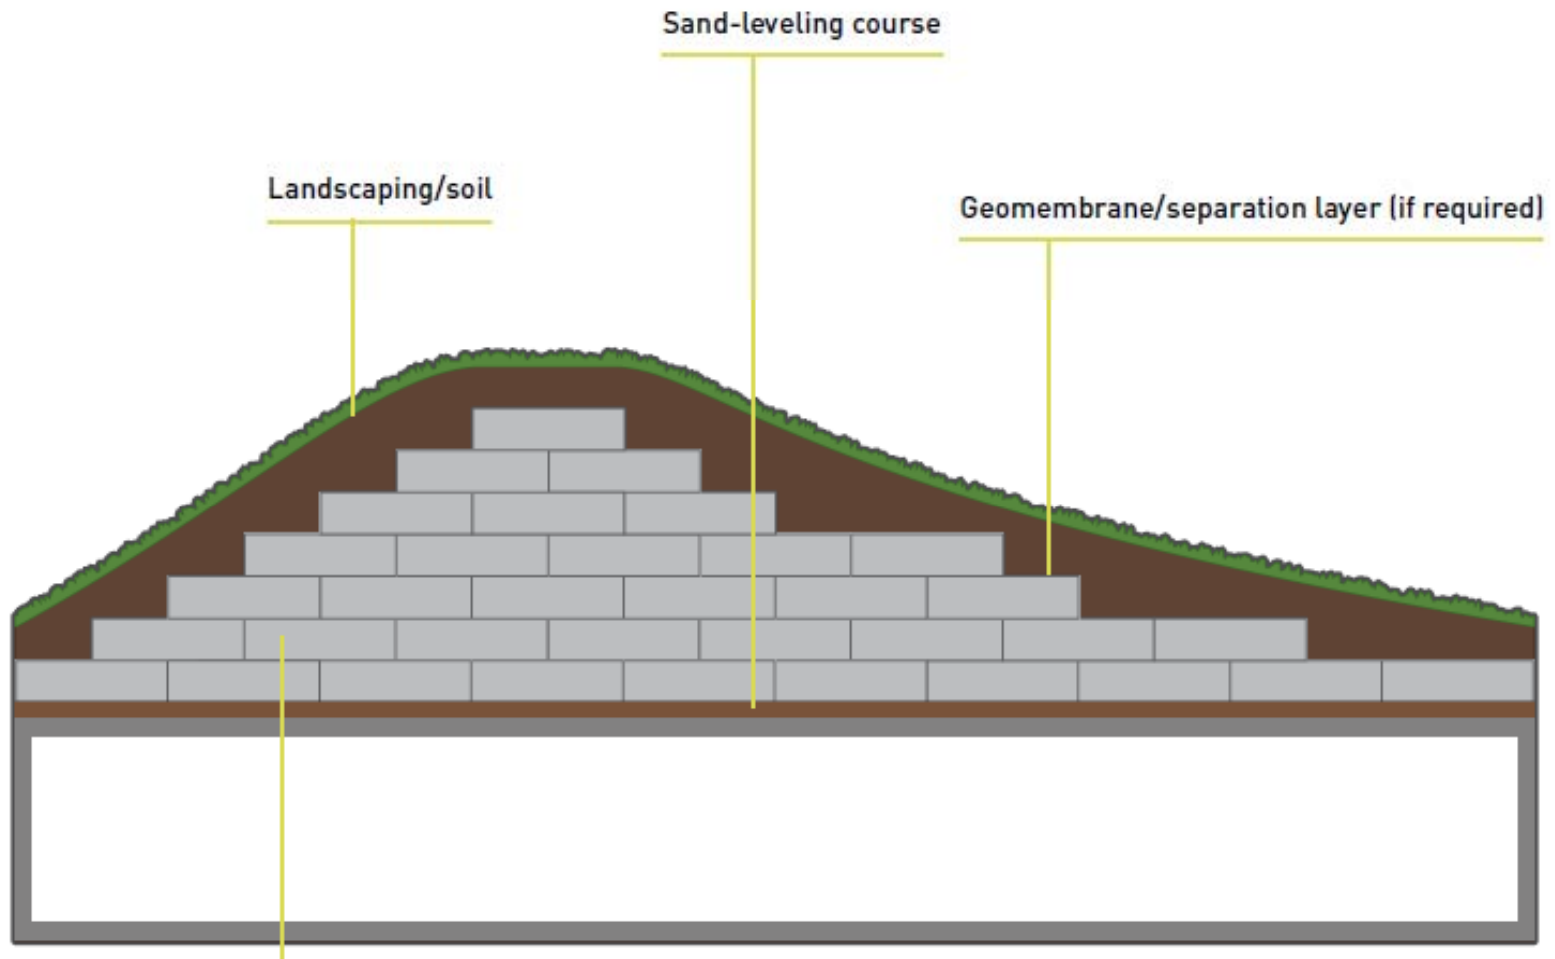 Sand-leveling course
Landscaping/soil
Geomembrane/separation layer (if required)